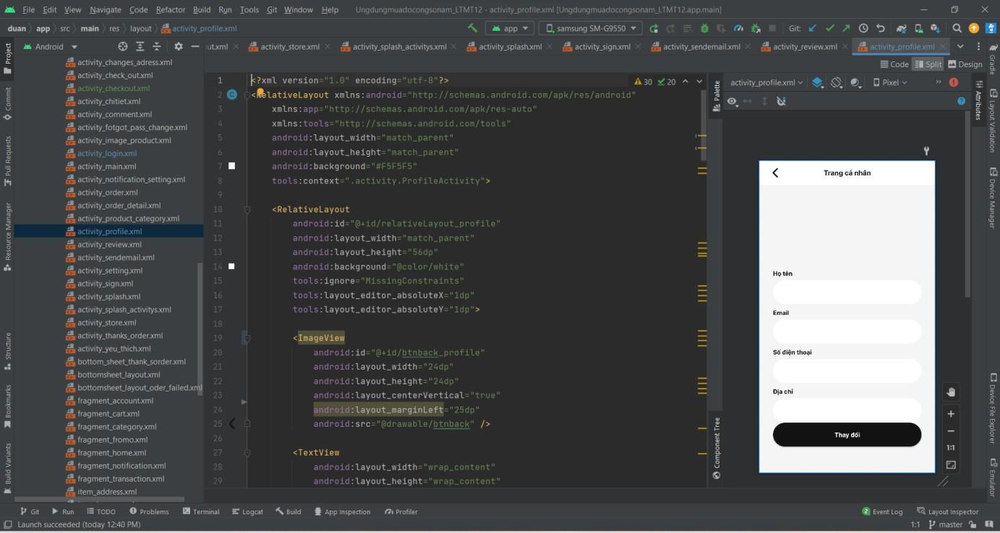 File Edit View Navigate Code Refactor Build Run Tools Git Window Help Ungdungmuadocongsonam_LTMT12 - activity_profile.xml [Ungdungmuadocongsonam_LTMT12.app.main]
duan app src main res layout activity_profile.xml app samsung SM-G9550 Git:
Android
out.xml activity_store.xml activity_splash_activitys.xml activity_splash.xml activity_sign.xml activity_sendemail.xml activity_review.xml activity_profile.xml
Code Split Design
Project
Commit
Pull Requests
Resource Manager
Structure
Bookmarks
Build Variants
activity_changes_adress.xml
activity_check_out.xml
activity_checkout.xml
activity_chitiet.xml
activity_comment.xml
activity_fotgot_pass_change.xml
activity_image_product.xml
activity_login.xml
activity_main.xml
activity_notification_setting.xml
activity_order.xml
activity_order_detail.xml
activity_product_category.xml
activity_profile.xml
activity_review.xml
activity_sendemail.xml
activity_setting.xml
activity_sign.xml
activity_splash.xml
activity_splash_activitys.xml
activity_store.xml
activity_thanks_order.xml
activity_yeu_thich.xml
bottom_sheet_thank_sorder.xml
bottomsheet_layout.xml
bottomsheet_layout_oder_failed.xml
fragment_account.xml
fragment_cart.xml
fragment_category.xml
fragment_fromo.xml
fragment_home.xml
fragment_notification.xml
fragment_transaction.xml
item_address.xml
1 <?xml version="1.0" encoding="utf-8"?> 30 20
2 <RelativeLayout xmlns:android="http://schemas.android.com/apk/res/android"
3 xmlns:app="http://schemas.android.com/apk/res-auto"
4 xmlns:tools="http://schemas.android.com/tools"
5 android:layout_width="match_parent"
6 android:layout_height="match_parent"
7 android:background="#F5F5F5"
8 tools:context=".activity.ProfileActivity">
9
10 <RelativeLayout
11 android:id="@+id/relativeLayout_profile"
12 android:layout_width="match_parent"
13 android:layout_height="56dp"
14 android:background="@color/white"
15 tools:ignore="MissingConstraints"
16 tools:layout_editor_absoluteX="1dp"
17 tools:layout_editor_absoluteY="1dp">
18
19 <ImageView
20 android:id="@+id/btnback_profile"
21 android:layout_width="24dp"
22 android:layout_height="24dp"
23 android:layout_centerVertical="true"
24 android:layout_marginLeft="25dp"
25 android:src="@drawable/btnback" />
26
27 <TextView
28 android:layout_width="wrap_content"
29 android:layout_height="wrap_content"
Palette
Component Tree
activity_profile.xml Pixel
Trang cá nhân
Họ tên
Email
Số điện thoại
Địa chỉ
Thay đổi
1:1
Gradle
Attributes
Layout Validation
Device Manager
Device File Explorer
Emulator
Git Run TODO Problems Terminal Logcat Build App Inspection Profiler 2 Event Log Layout Inspector
Launch succeeded (today 12:40 PM) 1:1 master